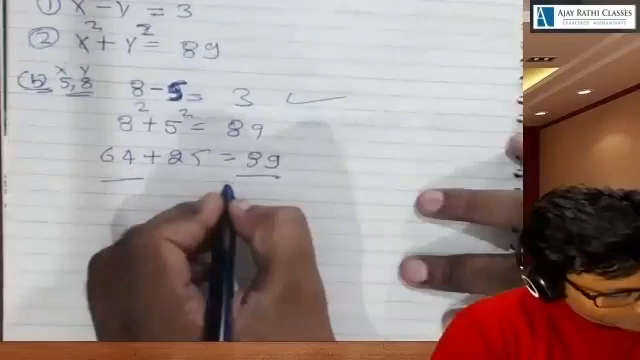 ① x - y = 3
② x² + y² = 89
(b) 5, 8 8 - 5 = 3 ✓
x y
8² + 5² = 89
64 + 25 = 89
AJAY RATHI CLASSES
CHARTERED ACCOUNTANTS